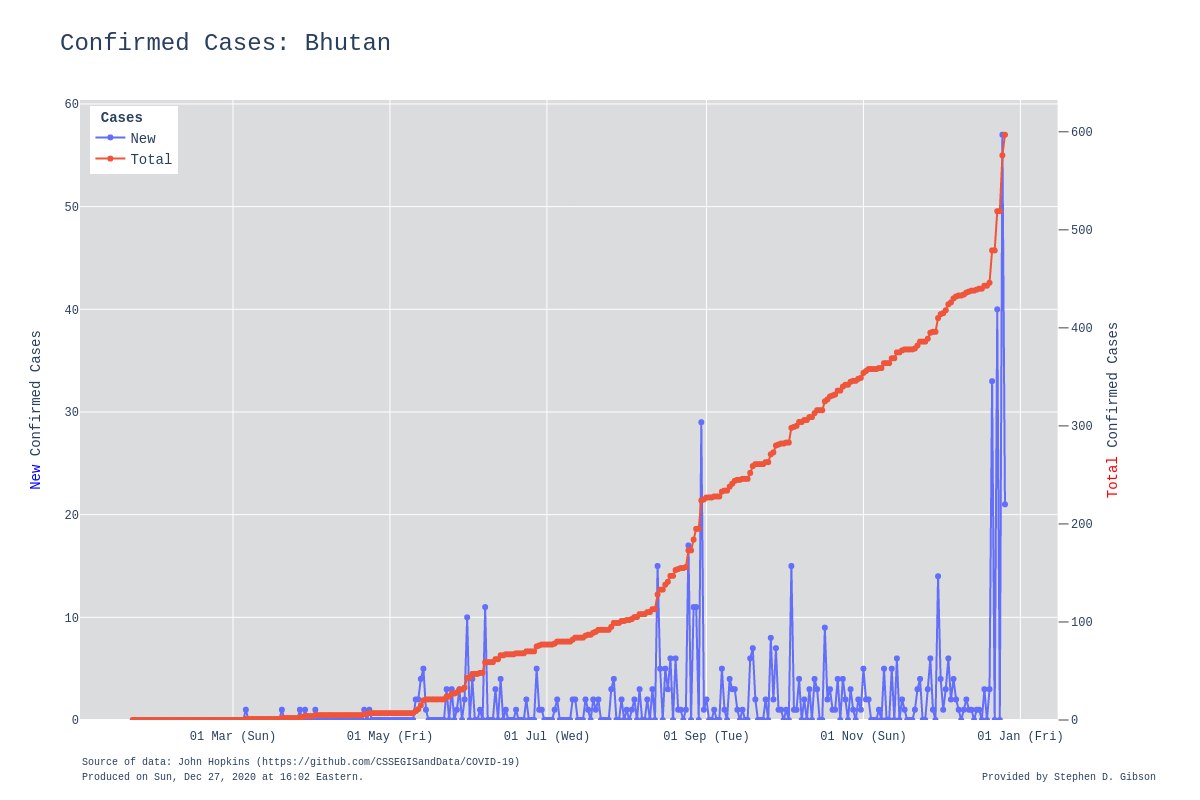 Confirmed Cases: Bhutan
Cases
New
Total
60
50
40
30
20
10
0
600
500
400
300
200
100
0
New Confirmed Cases
Total Confirmed Cases
01 Mar (Sun)
01 May (Fri)
01 Jul (Wed)
01 Sep (Tue)
01 Nov (Sun)
01 Jan (Fri)
Source of data: John Hopkins (https://github.com/CSSEGISandData/COVID-19)
Produced on Sun, Dec 27, 2020 at 16:02 Eastern.
Provided by Stephen D. Gibson